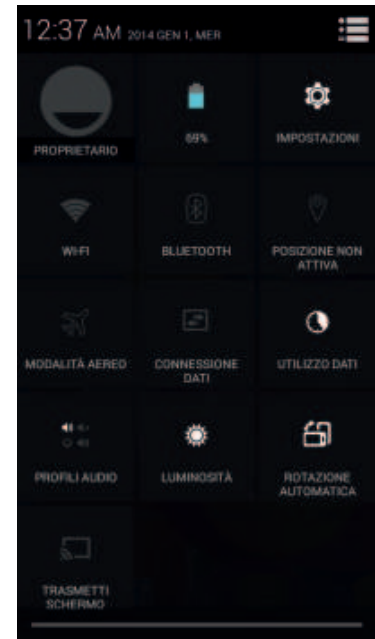 12:37 AM 2014 GEN 1, MER
PROPRIETARIO
69%
IMPOSTAZIONI
WI-FI
BLUETOOTH
POSIZIONE NON
ATTIVA
MODALITÀ AEREO
CONNESSIONE
DATI
UTILIZZO DATI
PROFILI AUDIO
LUMINOSITÀ
ROTAZIONE
AUTOMATICA
TRASMETTI
SCHERMO